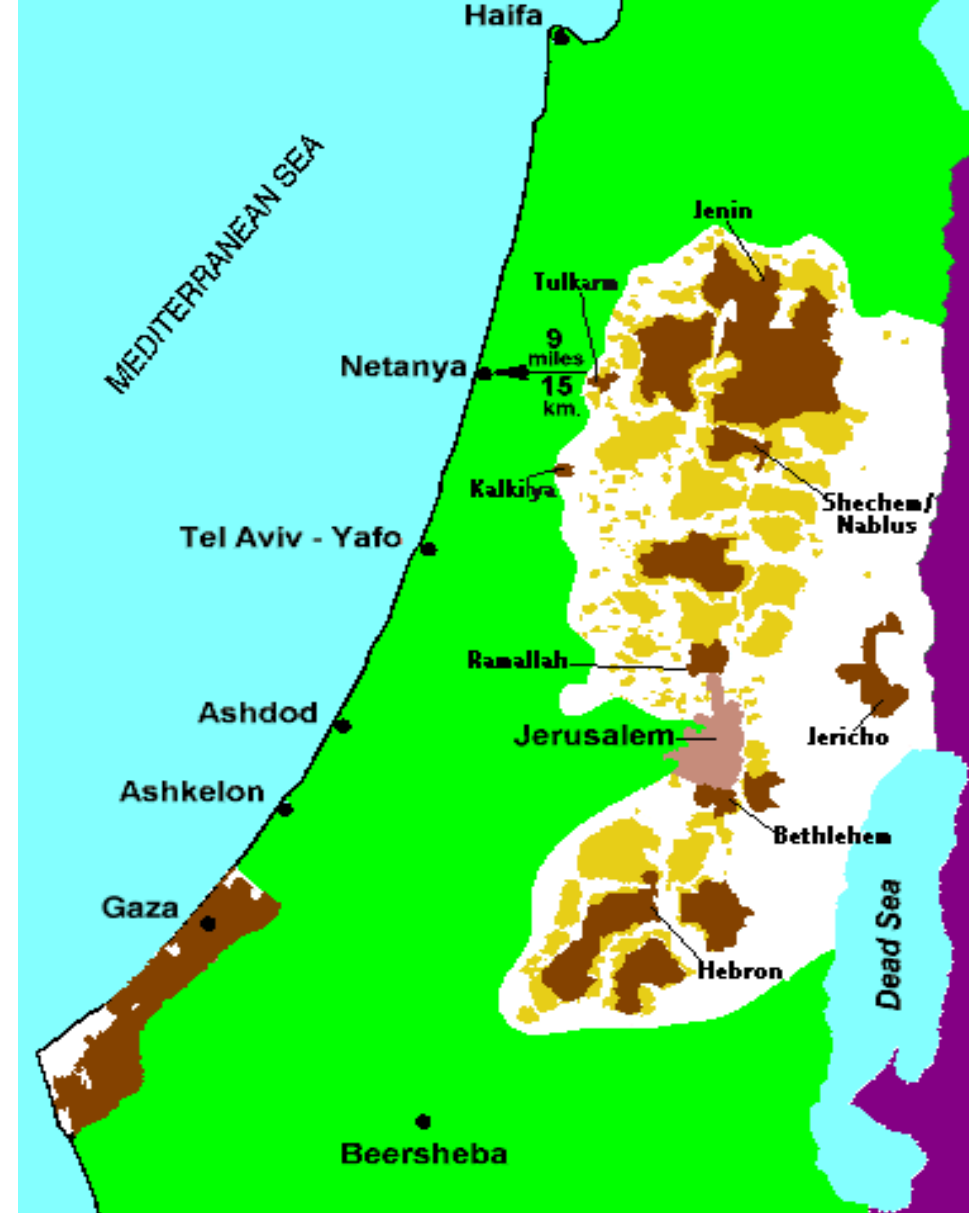 Haifa
MEDITERRANEAN SEA
Jenin
Tulkarm
9
miles
Netanya
15
km.
Kalkilya
Shechem/
Nablus
Tel Aviv - Yafo
Ramallah
Ashdod
Jerusalem
Jericho
Ashkelon
Bethlehem
Gaza
Dead Sea
Hebron
Beersheba